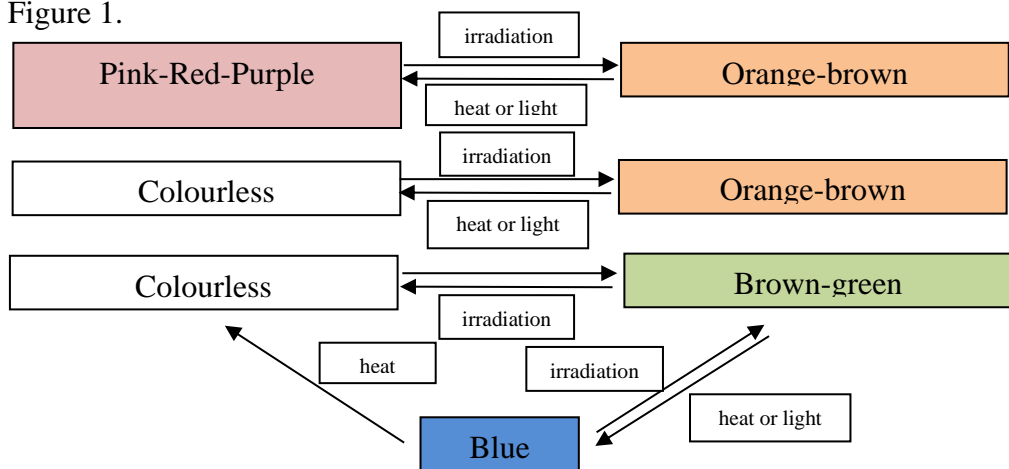 Figure 1.
irradiation
Pink-Red-Purple
Orange-brown
heat or light
irradiation
Colourless
Orange-brown
heat or light
Colourless
Brown-green
irradiation
heat
irradiation
heat or light
Blue